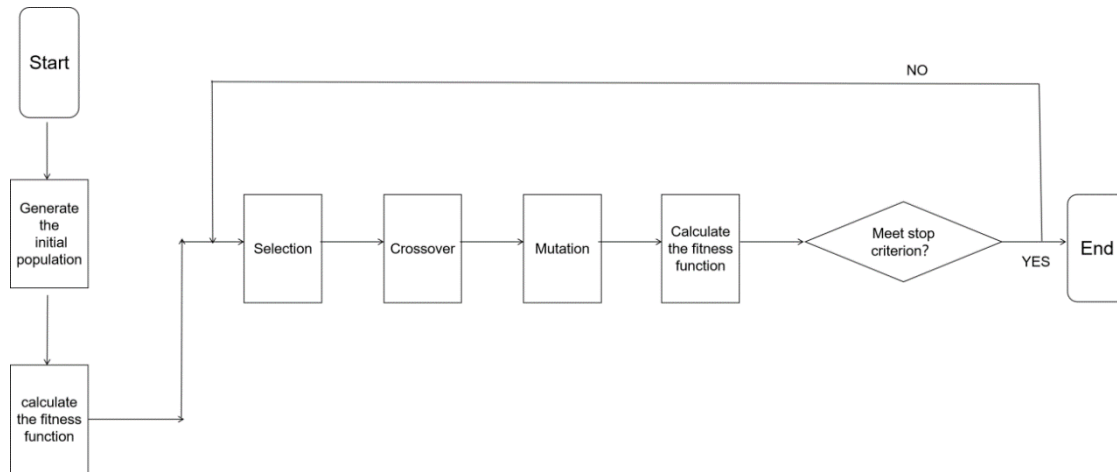 Start
Generate
the
initial
population
calculate
the fitness
function
Selection
Crossover
Mutation
Calculate
the fitness
function
Meet stop
criterion?
NO
YES
End